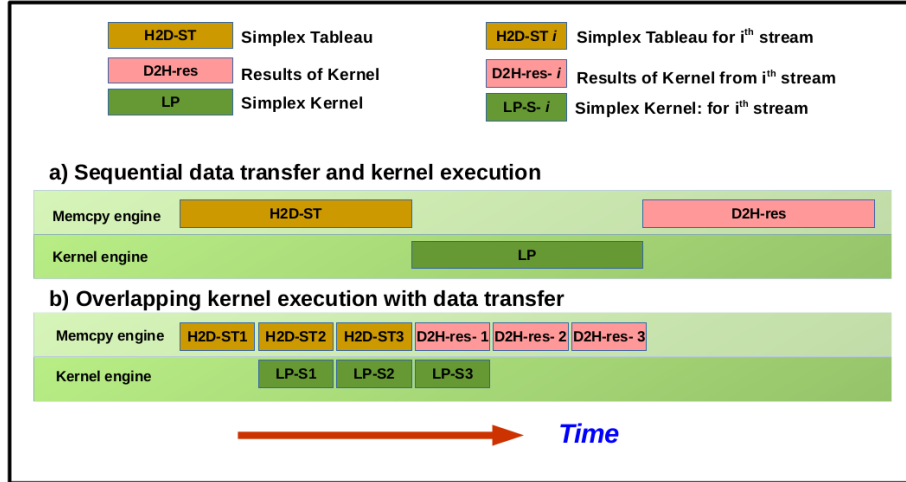 H2D-ST Simplex Tableau H2D-ST i Simplex Tableau for ith stream
D2H-res Results of Kernel D2H-res- i Results of Kernel from ith stream
LP Simplex Kernel LP-S- i Simplex Kernel: for ith stream
a) Sequential data transfer and kernel execution
Memcpy engine H2D-ST D2H-res
Kernel engine LP
b) Overlapping kernel execution with data transfer
Memcpy engine H2D-ST1 H2D-ST2 H2D-ST3 D2H-res- 1 D2H-res- 2 D2H-res- 3
Kernel engine LP-S1 LP-S2 LP-S3
Time